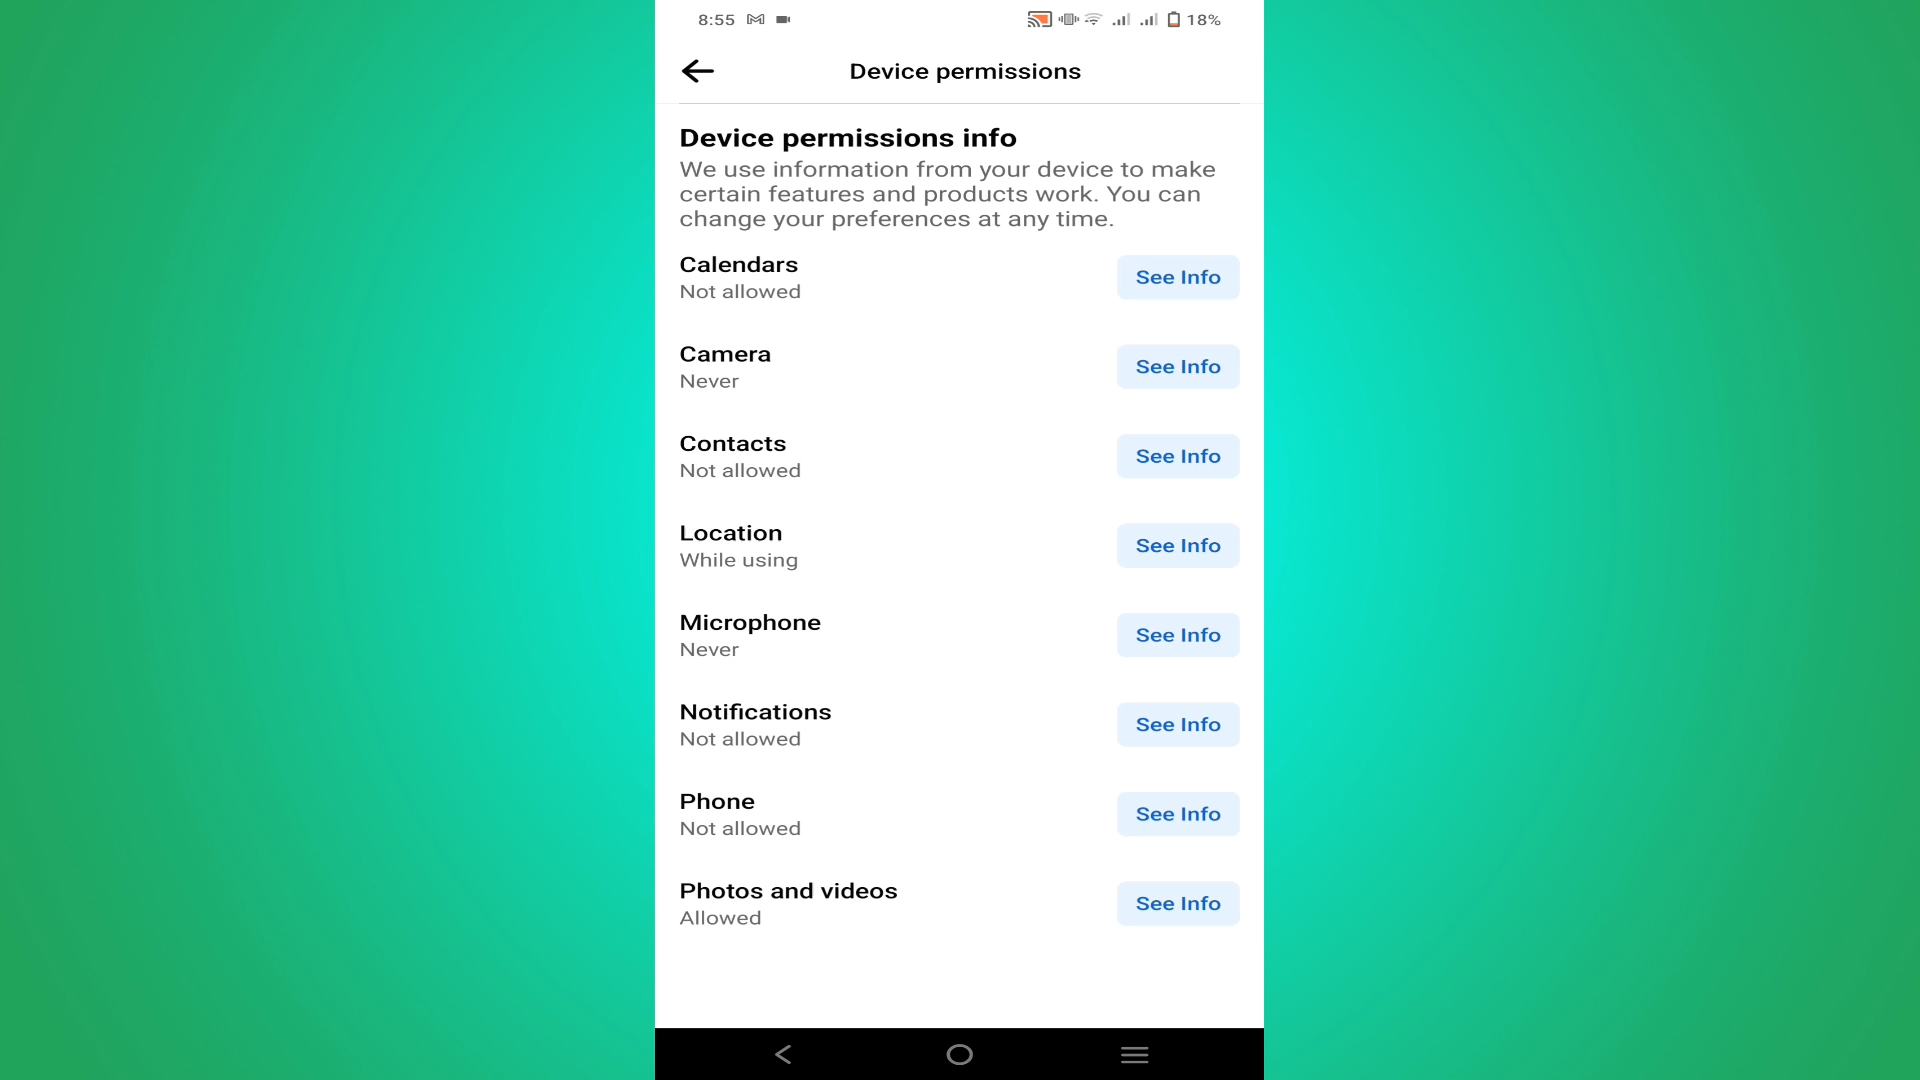 8:55 18%
Device permissions
Device permissions info
We use information from your device to make
certain features and products work. You can
change your preferences at any time.
Calendars
Not allowed
See Info
Camera
Never
See Info
Contacts
Not allowed
See Info
Location
While using
See Info
Microphone
Never
See Info
Notifications
Not allowed
See Info
Phone
Not allowed
See Info
Photos and videos
Allowed
See Info